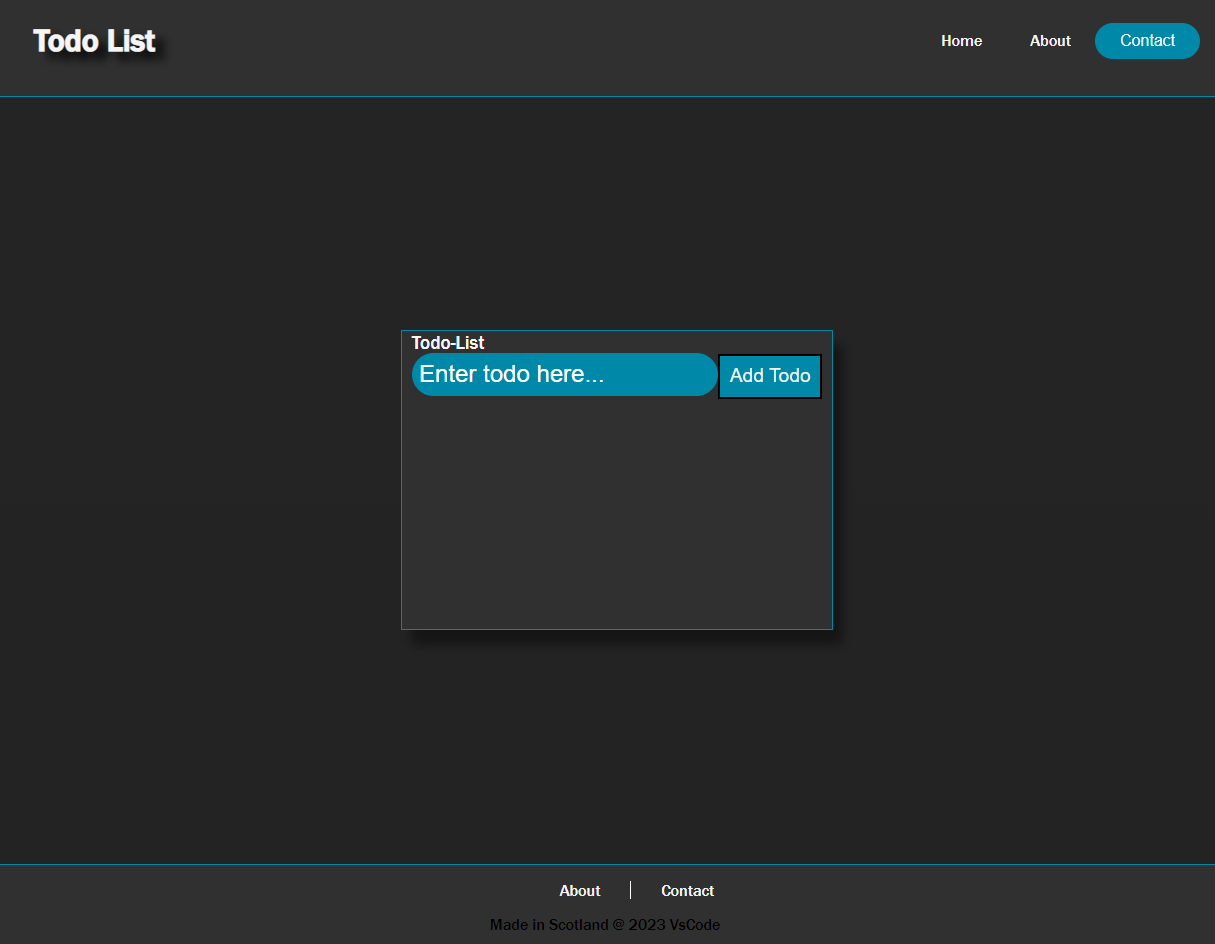 Todo List
Home About Contact
Todo-List
Enter todo here... Add Todo
About Contact
Made in Scotland @ 2023 VsCode